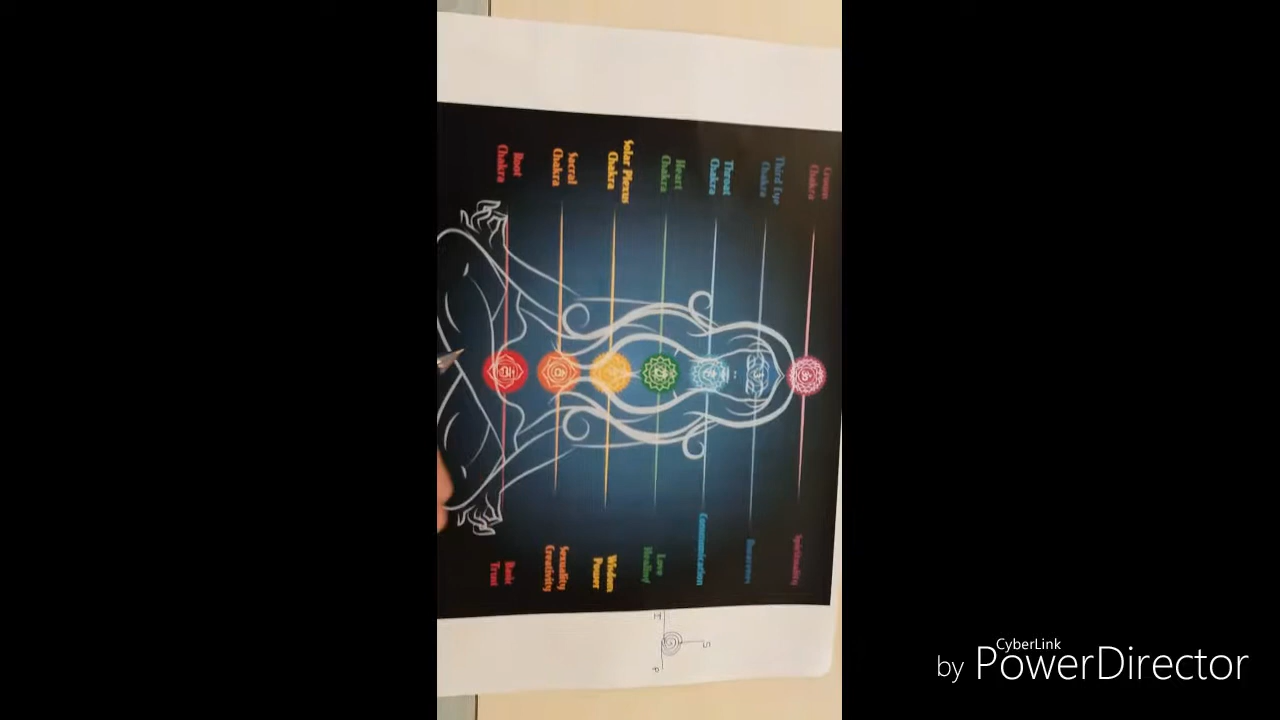 Crown
Chakra
Spirituality
Third Eye
Chakra
Awareness
Throat
Chakra
Communication
Heart
Chakra
Love
Healing
Solar Plexus
Chakra
Wisdom
Power
Sacral
Chakra
Sexuality
Creativity
Root
Chakra
Basic
Trust
S
H
P
CyberLink
by PowerDirector